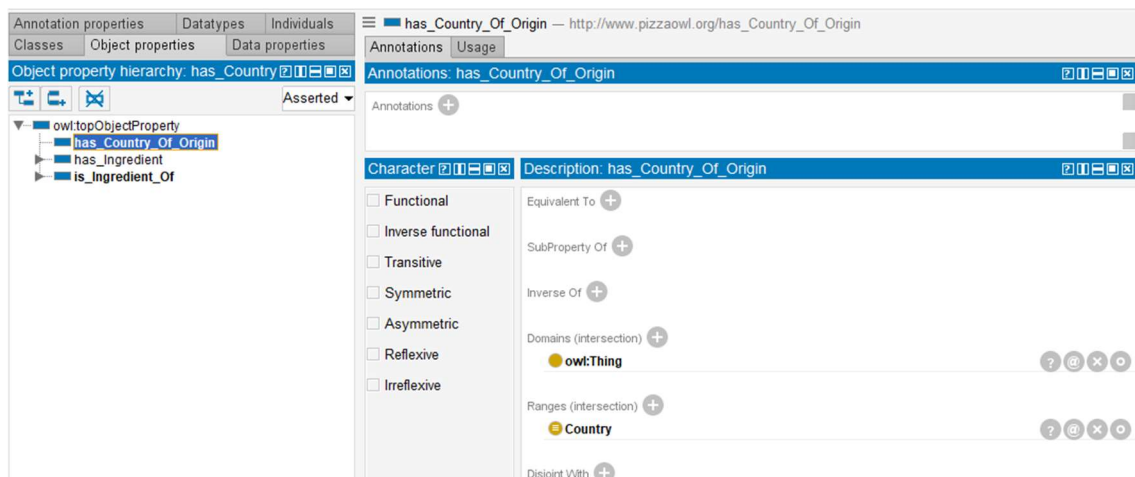 Annotation properties Datatypes Individuals
Classes Object properties Data properties
Object property hierarchy: has_Country
Asserted
owl:topObjectProperty
has_Country_Of_Origin
has_Ingredient
is_Ingredient_Of
has_Country_Of_Origin — http://www.pizzaowl.org/has_Country_Of_Origin
Annotations Usage
Annotations: has_Country_Of_Origin
Annotations
Character
Functional
Inverse functional
Transitive
Symmetric
Asymmetric
Reflexive
Irreflexive
Description: has_Country_Of_Origin
Equivalent To
SubProperty Of
Inverse Of
Domains (intersection)
owl:Thing
Ranges (intersection)
Country
Disjoint With